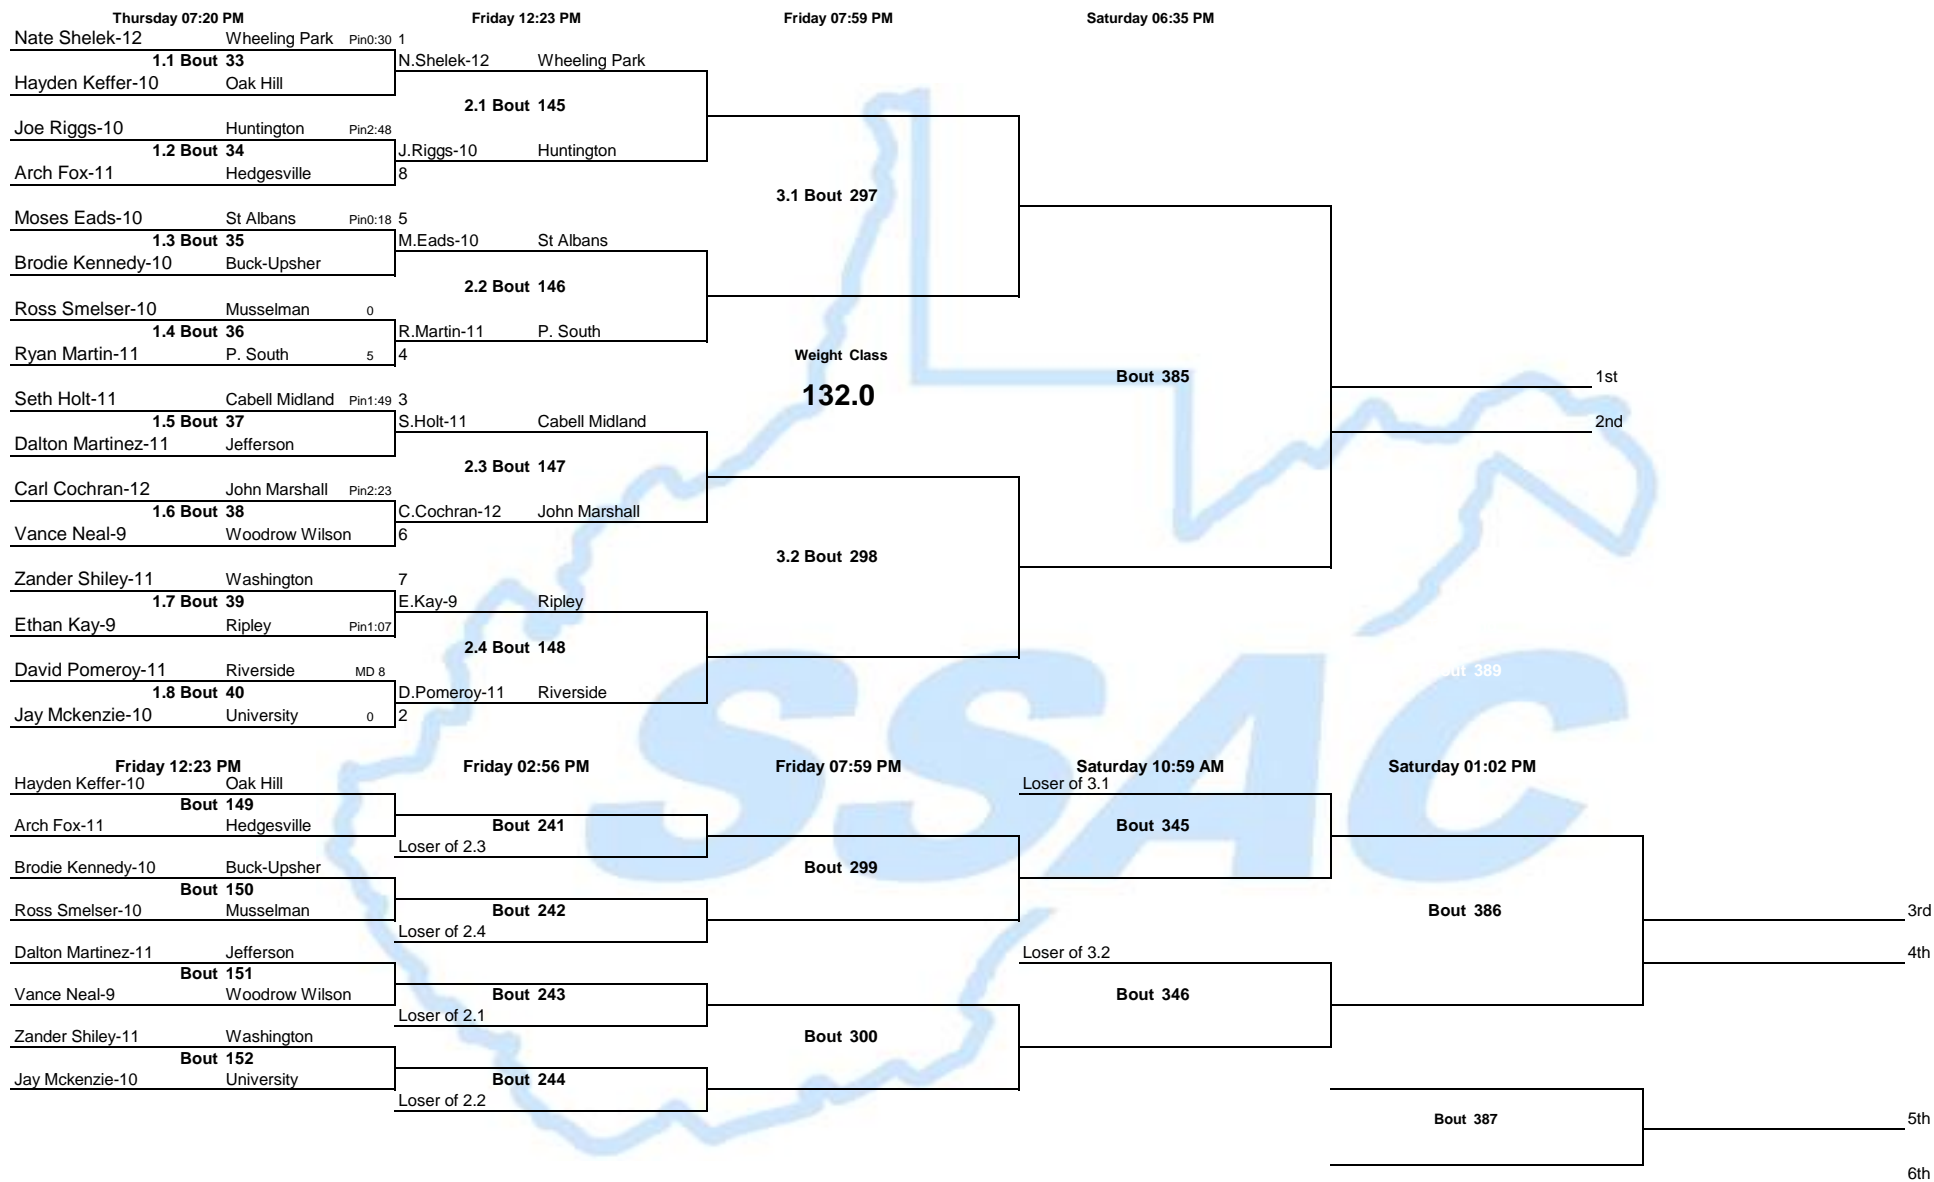 Thursday 07:20 PM Friday 12:23 PM Friday 07:59 PM Saturday 06:35 PM
Nate Shelek-12 Wheeling Park Pin0:30 1
1.1 Bout 33 N.Shelek-12 Wheeling Park
Hayden Keffer-10 Oak Hill
2.1 Bout 145
Joe Riggs-10 Huntington Pin2:48
1.2 Bout 34 J.Riggs-10 Huntington
Arch Fox-11 Hedgesville 8
3.1 Bout 297
Moses Eads-10 St Albans Pin0:18 5
1.3 Bout 35 M.Eads-10 St Albans
Brodie Kennedy-10 Buck-Upsher
2.2 Bout 146
Ross Smelser-10 Musselman 0
1.4 Bout 36 R.Martin-11 P. South
Ryan Martin-11 P. South 5 4
Weight Class
132.0
Bout 385
1st
Seth Holt-11 Cabell Midland Pin1:49 3
1.5 Bout 37 S.Holt-11 Cabell Midland
2nd
Dalton Martinez-11 Jefferson
2.3 Bout 147
Carl Cochran-12 John Marshall Pin2:23
1.6 Bout 38 C.Cochran-12 John Marshall
Vance Neal-9 Woodrow Wilson 6
3.2 Bout 298
Zander Shiley-11 Washington 7
1.7 Bout 39 E.Kay-9 Ripley
Ethan Kay-9 Ripley Pin1:07
2.4 Bout 148
David Pomeroy-11 Riverside MD 8
389
1.8 Bout 40 D.Pomeroy-11 Riverside
Jay Mckenzie-10 University 0 2
SSAC
Friday 12:23 PM Friday 02:56 PM Friday 07:59 PM Saturday 10:59 AM Saturday 01:02 PM
Hayden Keffer-10 Oak Hill Loser of 3.1
Bout 149
Arch Fox-11 Hedgesville Bout 241 Bout 345
Loser of 2.3
Brodie Kennedy-10 Buck-Upsher Bout 299
Bout 150
Ross Smelser-10 Musselman Bout 242 Bout 386 3rd
Loser of 2.4
Dalton Martinez-11 Jefferson Loser of 3.2 4th
Bout 151
Vance Neal-9 Woodrow Wilson Bout 243 Bout 346
Loser of 2.1
Zander Shiley-11 Washington Bout 300
Bout 152
Jay Mckenzie-10 University Bout 244
Loser of 2.2
Bout 387 5th
6th